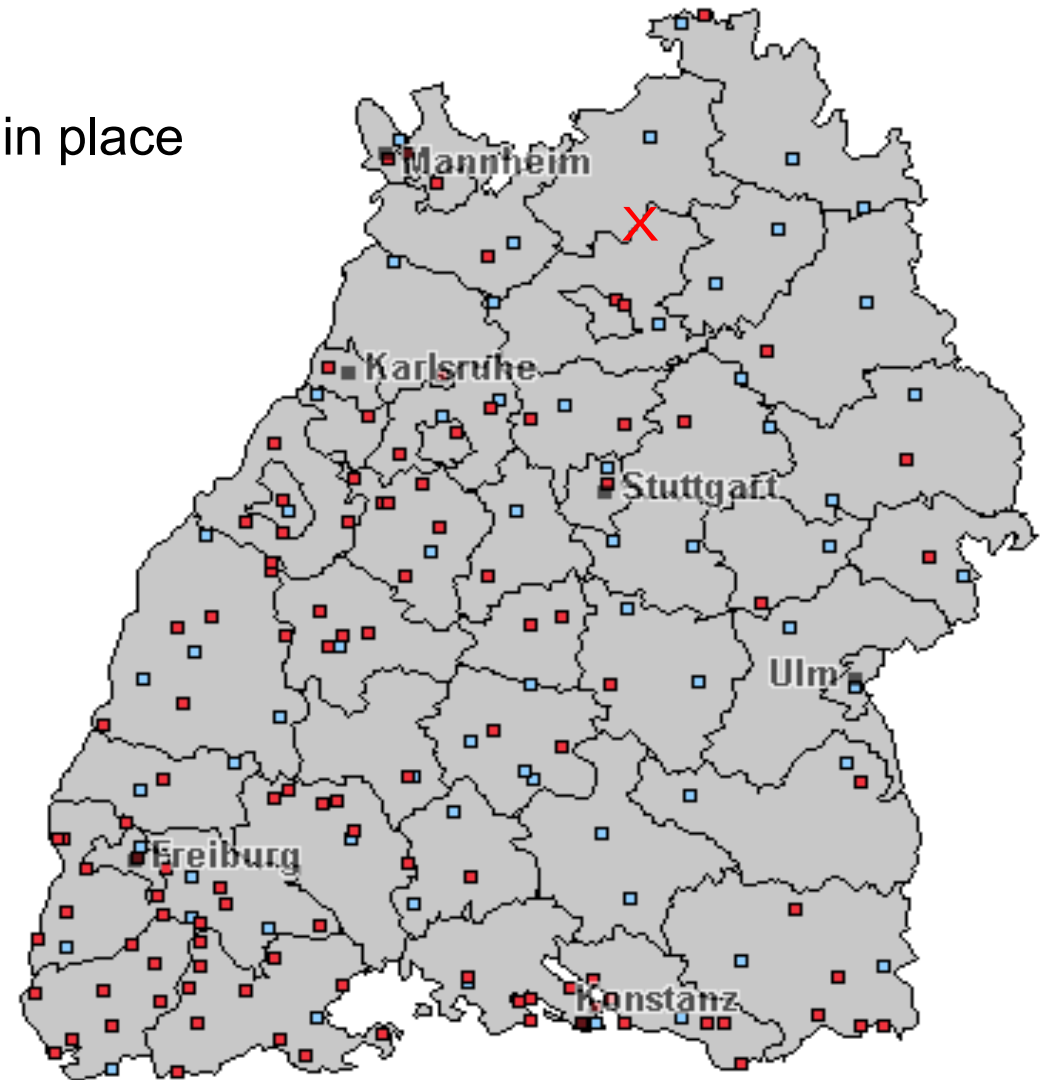 in place
Mannheim
X
Karlsruhe
Stuttgart
Ulm
Freiburg
Konstanz